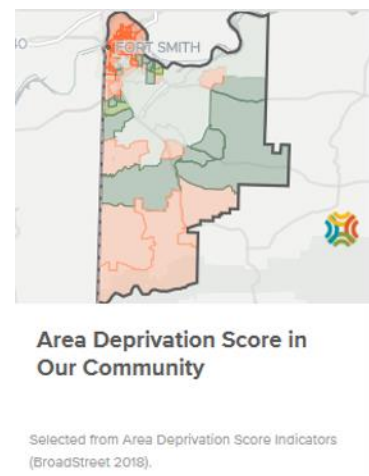 FORT SMITH
Area Deprivation Score in
Our Community
Selected from Area Deprivation Score Indicators
(BroadStreet 2018).